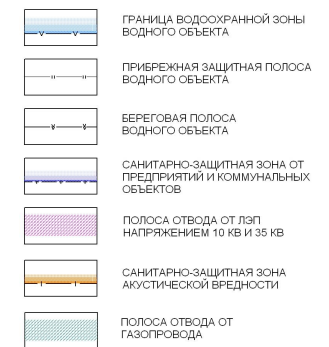 ГРАНИЦА ВОДООХРАННОЙ ЗОНЫ
ВОДНОГО ОБЪЕКТА
ПРИБРЕЖНАЯ ЗАЩИТНАЯ ПОЛОСА
ВОДНОГО ОБЪЕКТА
БЕРЕГОВАЯ ПОЛОСА
ВОДНОГО ОБЪЕКТА
САНИТАРНО-ЗАЩИТНАЯ ЗОНА ОТ
ПРЕДПРИЯТИЙ И КОММУНАЛЬНЫХ
ОБЪЕКТОВ
ПОЛОСА ОТВОДА ОТ ЛЭП
НАПРЯЖЕНИЕМ 10 КВ И 35 КВ
САНИТАРНО-ЗАЩИТНАЯ ЗОНА
АКУСТИЧЕСКОЙ ВРЕДНОСТИ
ПОЛОСА ОТВОДА ОТ
ГАЗОПРОВОДА